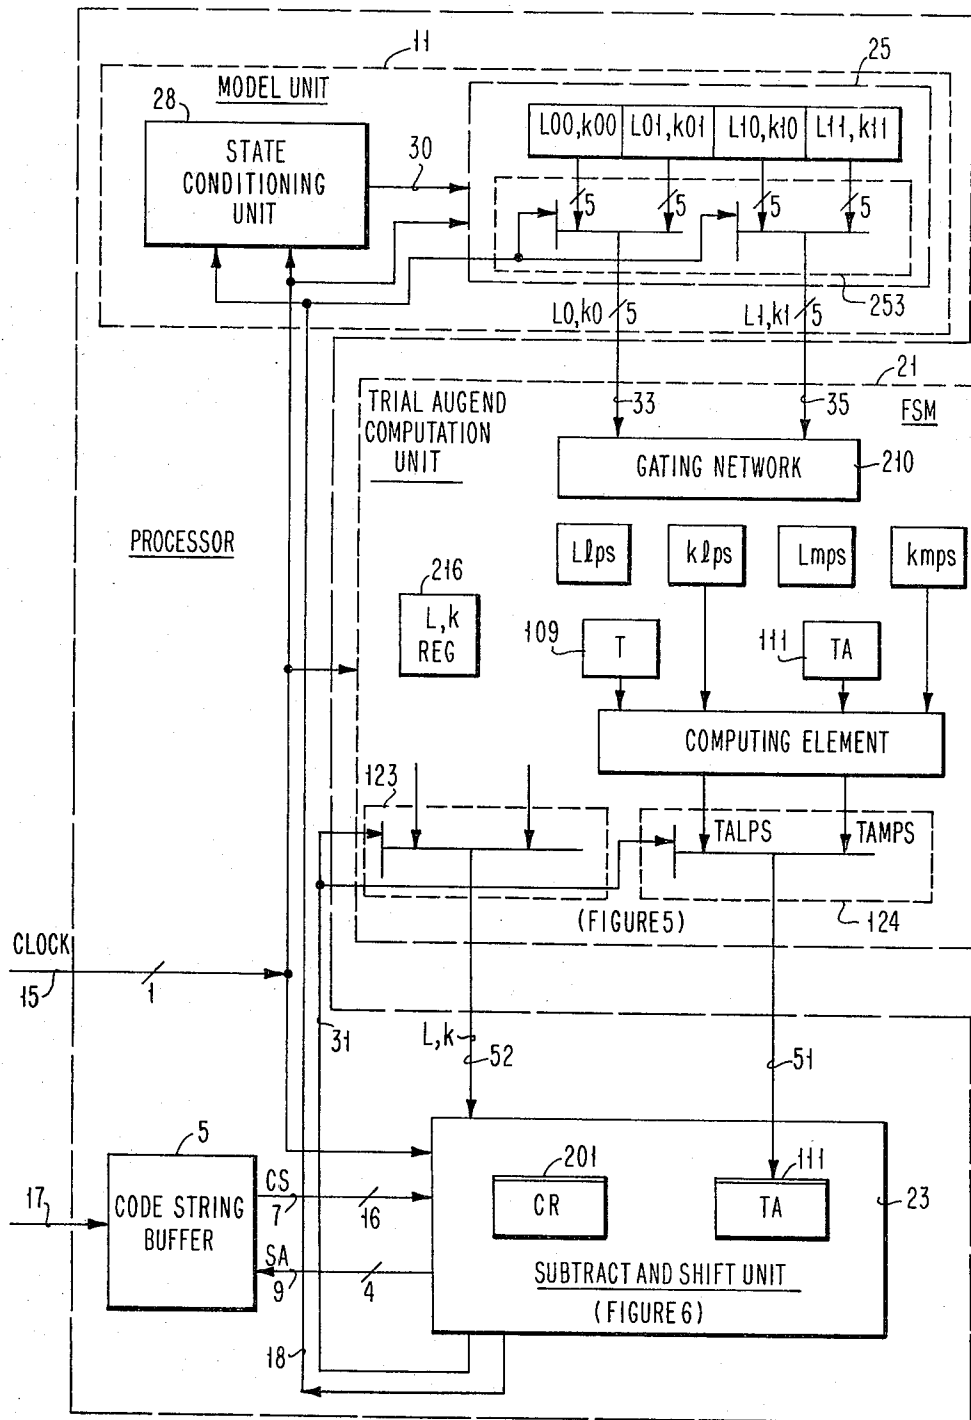 11
25
MODEL UNIT
28
STATE
CONDITIONING
UNIT
30
L00,k00
L01,k01
L10,k10
L11,k11
5
5
5
5
253
L0,k0
5
L1,k1
5
21
TRIAL AUGEND
COMPUTATION
UNIT
33
35
FSM
GATING NETWORK
210
PROCESSOR
Lℓps
kℓps
Lmps
kmps
216
L,k
REG
109
T
111
TA
COMPUTING ELEMENT
123
TALPS
TAMPS
(FIGURE 5)
124
CLOCK
15
1
31
L,k
52
51
5
CODE STRING
BUFFER
17
CS
7
16
SA
9
4
201
CR
111
TA
23
SUBTRACT AND SHIFT UNIT
(FIGURE 6)
18